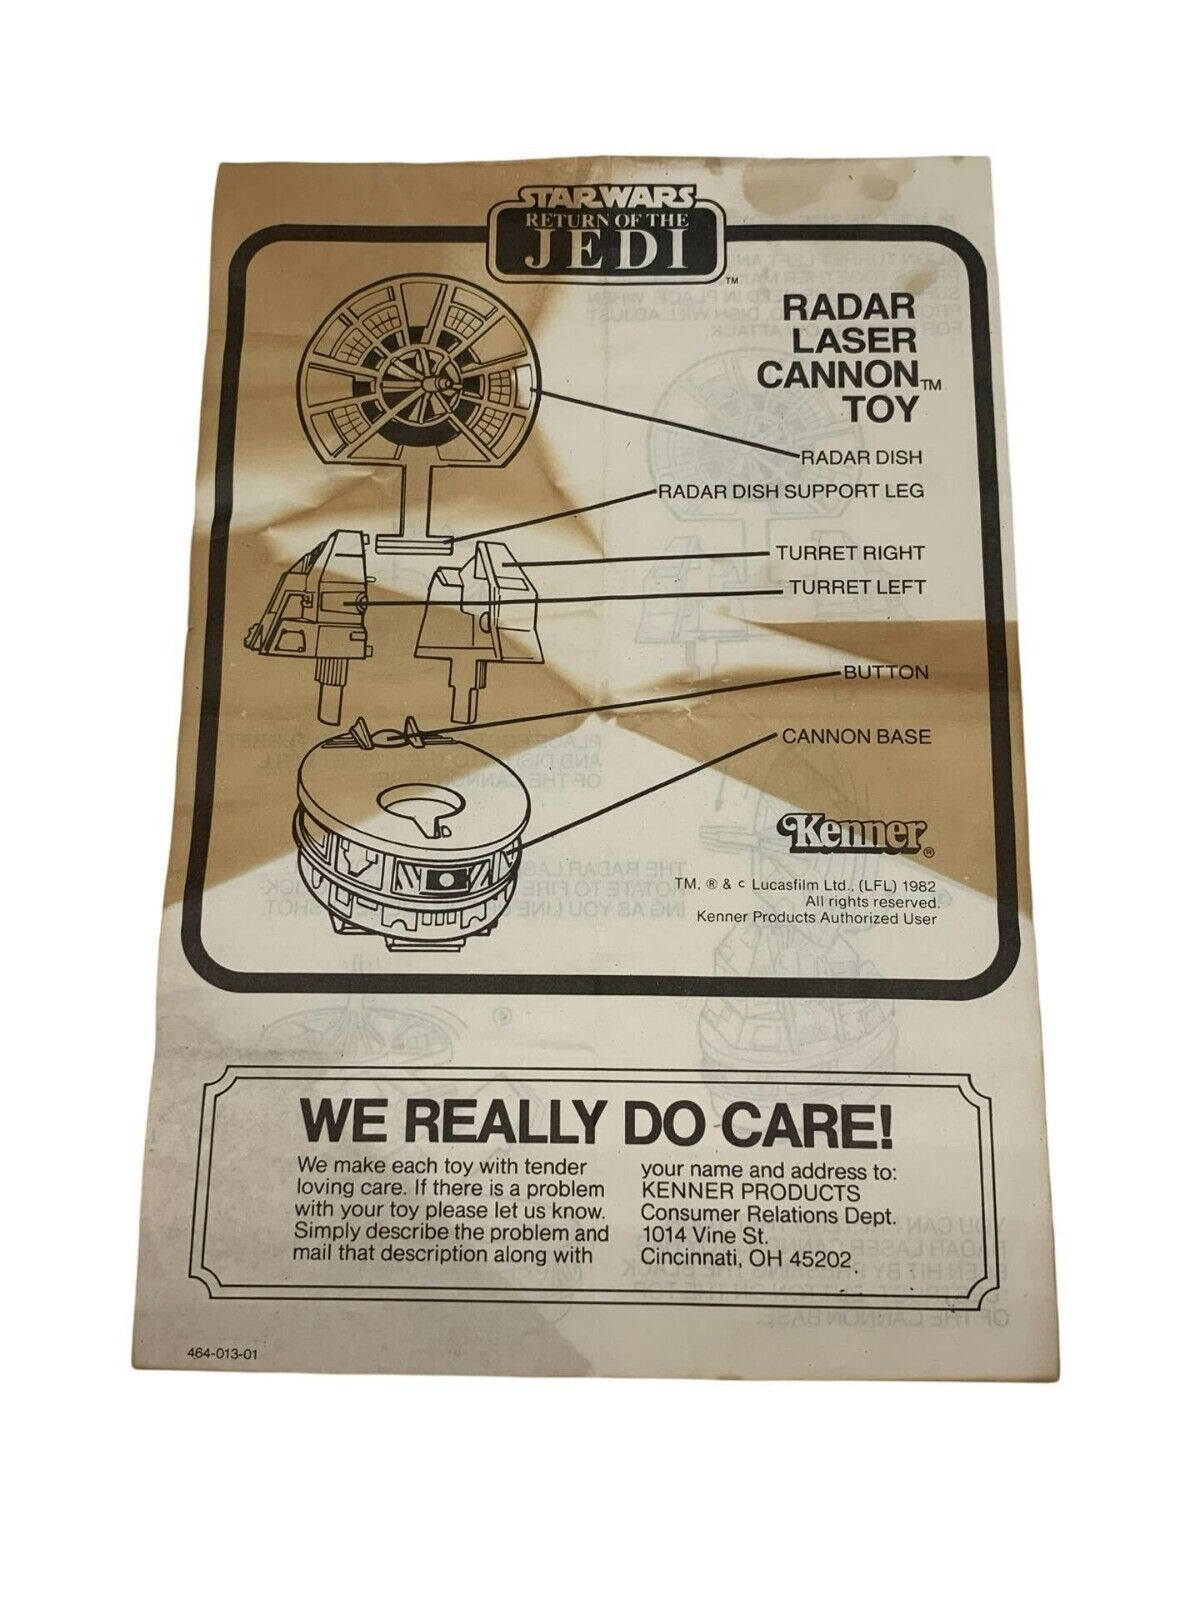 STAR WARS
RETURN OF THE
JEDI
TM
RADAR
LASER
CANNON TM
TOY
RADAR DISH
RADAR DISH SUPPORT LEG
TURRET RIGHT
TURRET LEFT
BUTTON
CANNON BASE
Kenner ®
TM, ® & c Lucasfilm Ltd., (LFL) 1982
All rights reserved.
Kenner Products Authorized User
WE REALLY DO CARE!
We make each toy with tender
loving care. If there is a problem
with your toy please let us know.
Simply describe the problem and
mail that description along with
your name and address to:
KENNER PRODUCTS
Consumer Relations Dept.
1014 Vine St.
Cincinnati, OH 45202
464-013-01